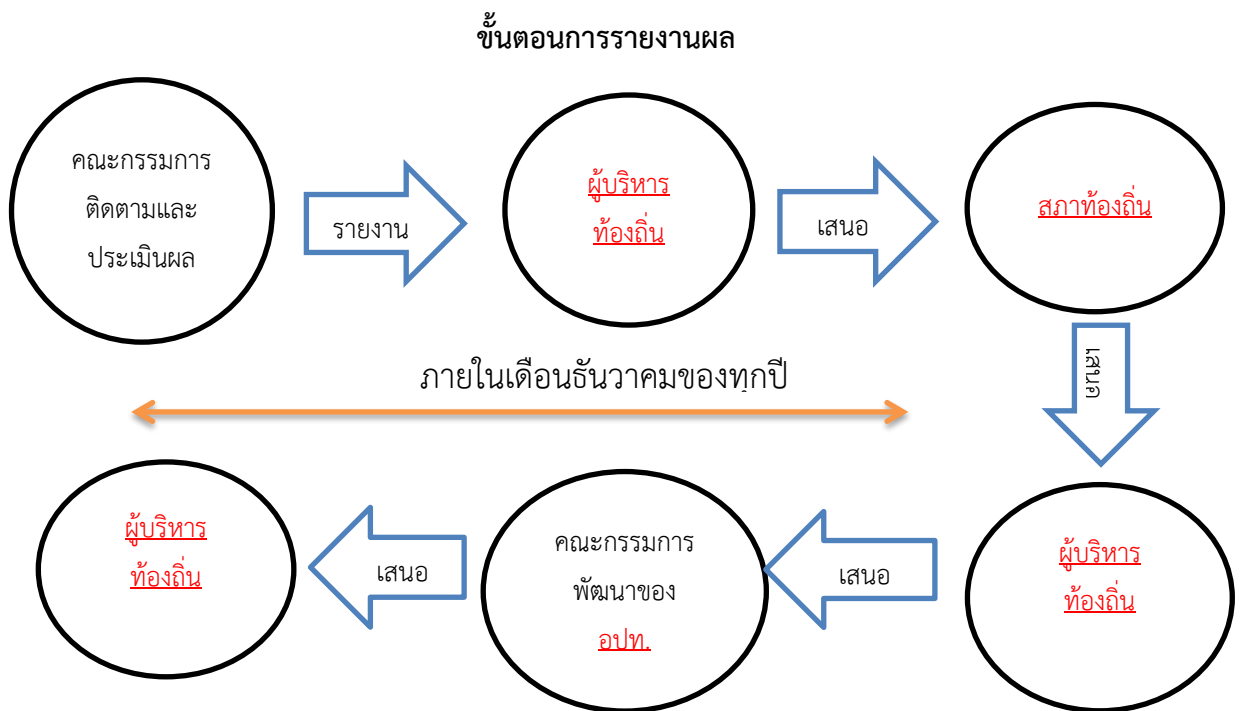 ขั้นตอนการรายงานผล
คณะกรรมการ
ติดตามและ
ประเมินผล
รายงาน
ผู้บริหาร
ท้องถิ่น
เสนอ
สภาท้องถิ่น
เสนอ
ภายในเดือนธันวาคมของทุกปี
ผู้บริหาร
ท้องถิ่น
เสนอ
คณะกรรมการ
พัฒนาของ
อปท.
เสนอ
ผู้บริหาร
ท้องถิ่น